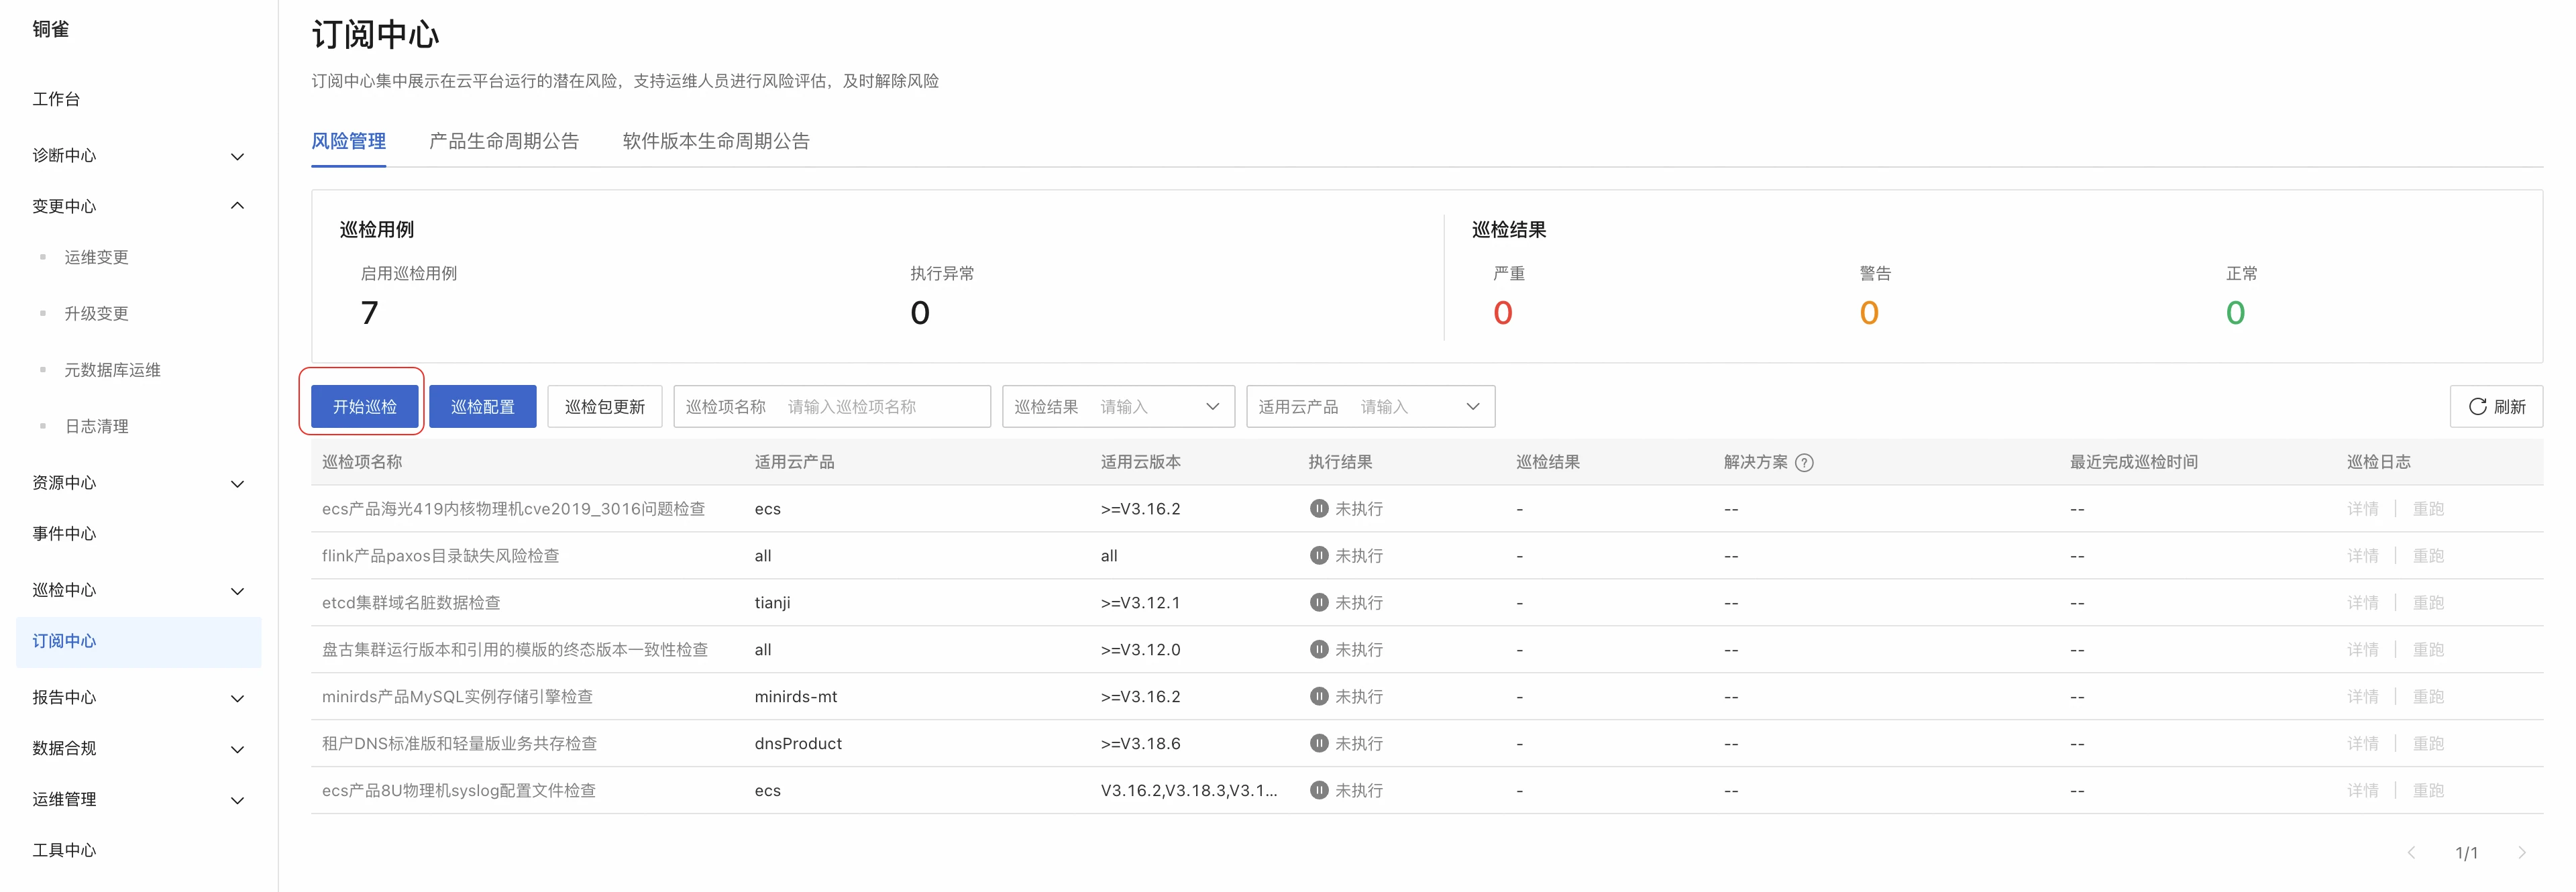 铜雀
工作台
诊断中心
变更中心
运维变更
升级变更
元数据库运维
日志清理
资源中心
事件中心
巡检中心
订阅中心
报告中心
数据合规
运维管理
工具中心
订阅中心
订阅中心集中展示在云平台运行的潜在风险，支持运维人员进行风险评估，及时解除风险
风险管理 产品生命周期公告 软件版本生命周期公告
巡检用例 巡检结果
启用巡检用例 执行异常 严重 警告 正常
7 0 0 0 0
开始巡检 巡检配置 巡检包更新 巡检项名称 请输入巡检项名称 巡检结果 请输入 适用云产品 请输入 刷新
巡检项名称 适用云产品 适用云版本 执行结果 巡检结果 解决方案 ? 最近完成巡检时间 巡检日志
ecs产品海光419内核物理机cve2019_3016问题检查 ecs >=V3.16.2 未执行 - -- -- 详情 | 重跑
flink产品paxos目录缺失风险检查 all all 未执行 - -- -- 详情 | 重跑
etcd集群域名脏数据检查 tianji >=V3.12.1 未执行 - -- -- 详情 | 重跑
盘古集群运行版本和引用的模版的终态版本一致性检查 all >=V3.12.0 未执行 - -- -- 详情 | 重跑
minirds产品MySQL实例存储引擎检查 minirds-mt >=V3.16.2 未执行 - -- -- 详情 | 重跑
租户DNS标准版和轻量版业务共存检查 dnsProduct >=V3.18.6 未执行 - -- -- 详情 | 重跑
ecs产品8U物理机syslog配置文件检查 ecs V3.16.2,V3.18.3,V3.1... 未执行 - -- -- 详情 | 重跑
1/1